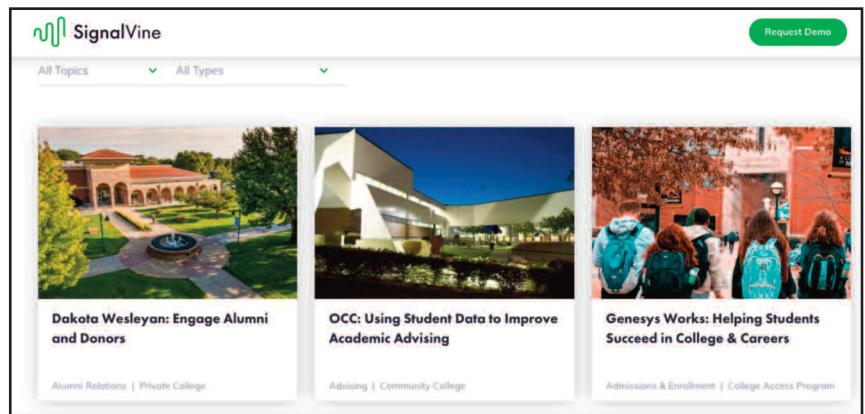 SignalVine
Request Demo
All Topics
All Types
Dakota Wesleyan: Engage Alumni
and Donors
Alumni Relations | Private College
OCC: Using Student Data to Improve
Academic Advising
Advising | Community College
Genesys Works: Helping Students
Succeed in College & Careers
Admissions & Enrollment | College Access Program